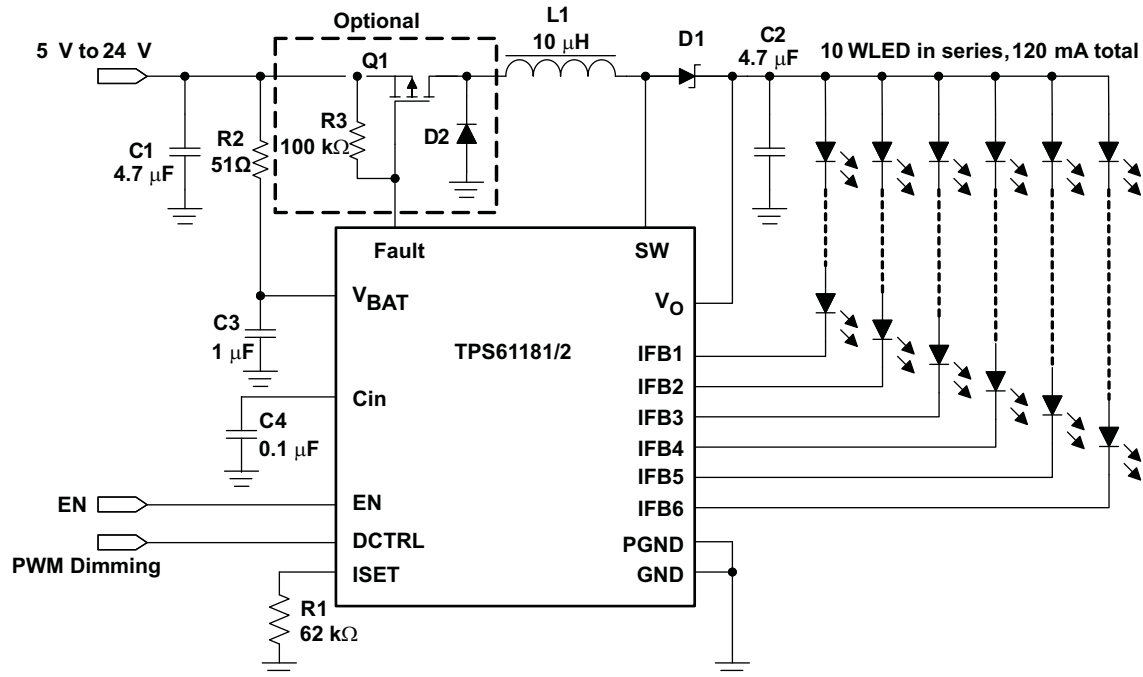 Optional
L1
10 μH
5 V to 24 V
Q1
D1
C2
4.7 μF
10 WLED in series, 120 mA total
R3
100 kΩ
D2
R2
51Ω
C1
4.7 μF
Fault
SW
VBAT
VO
C3
1 μF
TPS61181/2
IFB1
IFB2
Cin
IFB3
C4
0.1 μF
IFB4
IFB5
EN
EN
IFB6
DCTRL
PGND
PWM Dimming
ISET
GND
R1
62 kΩ